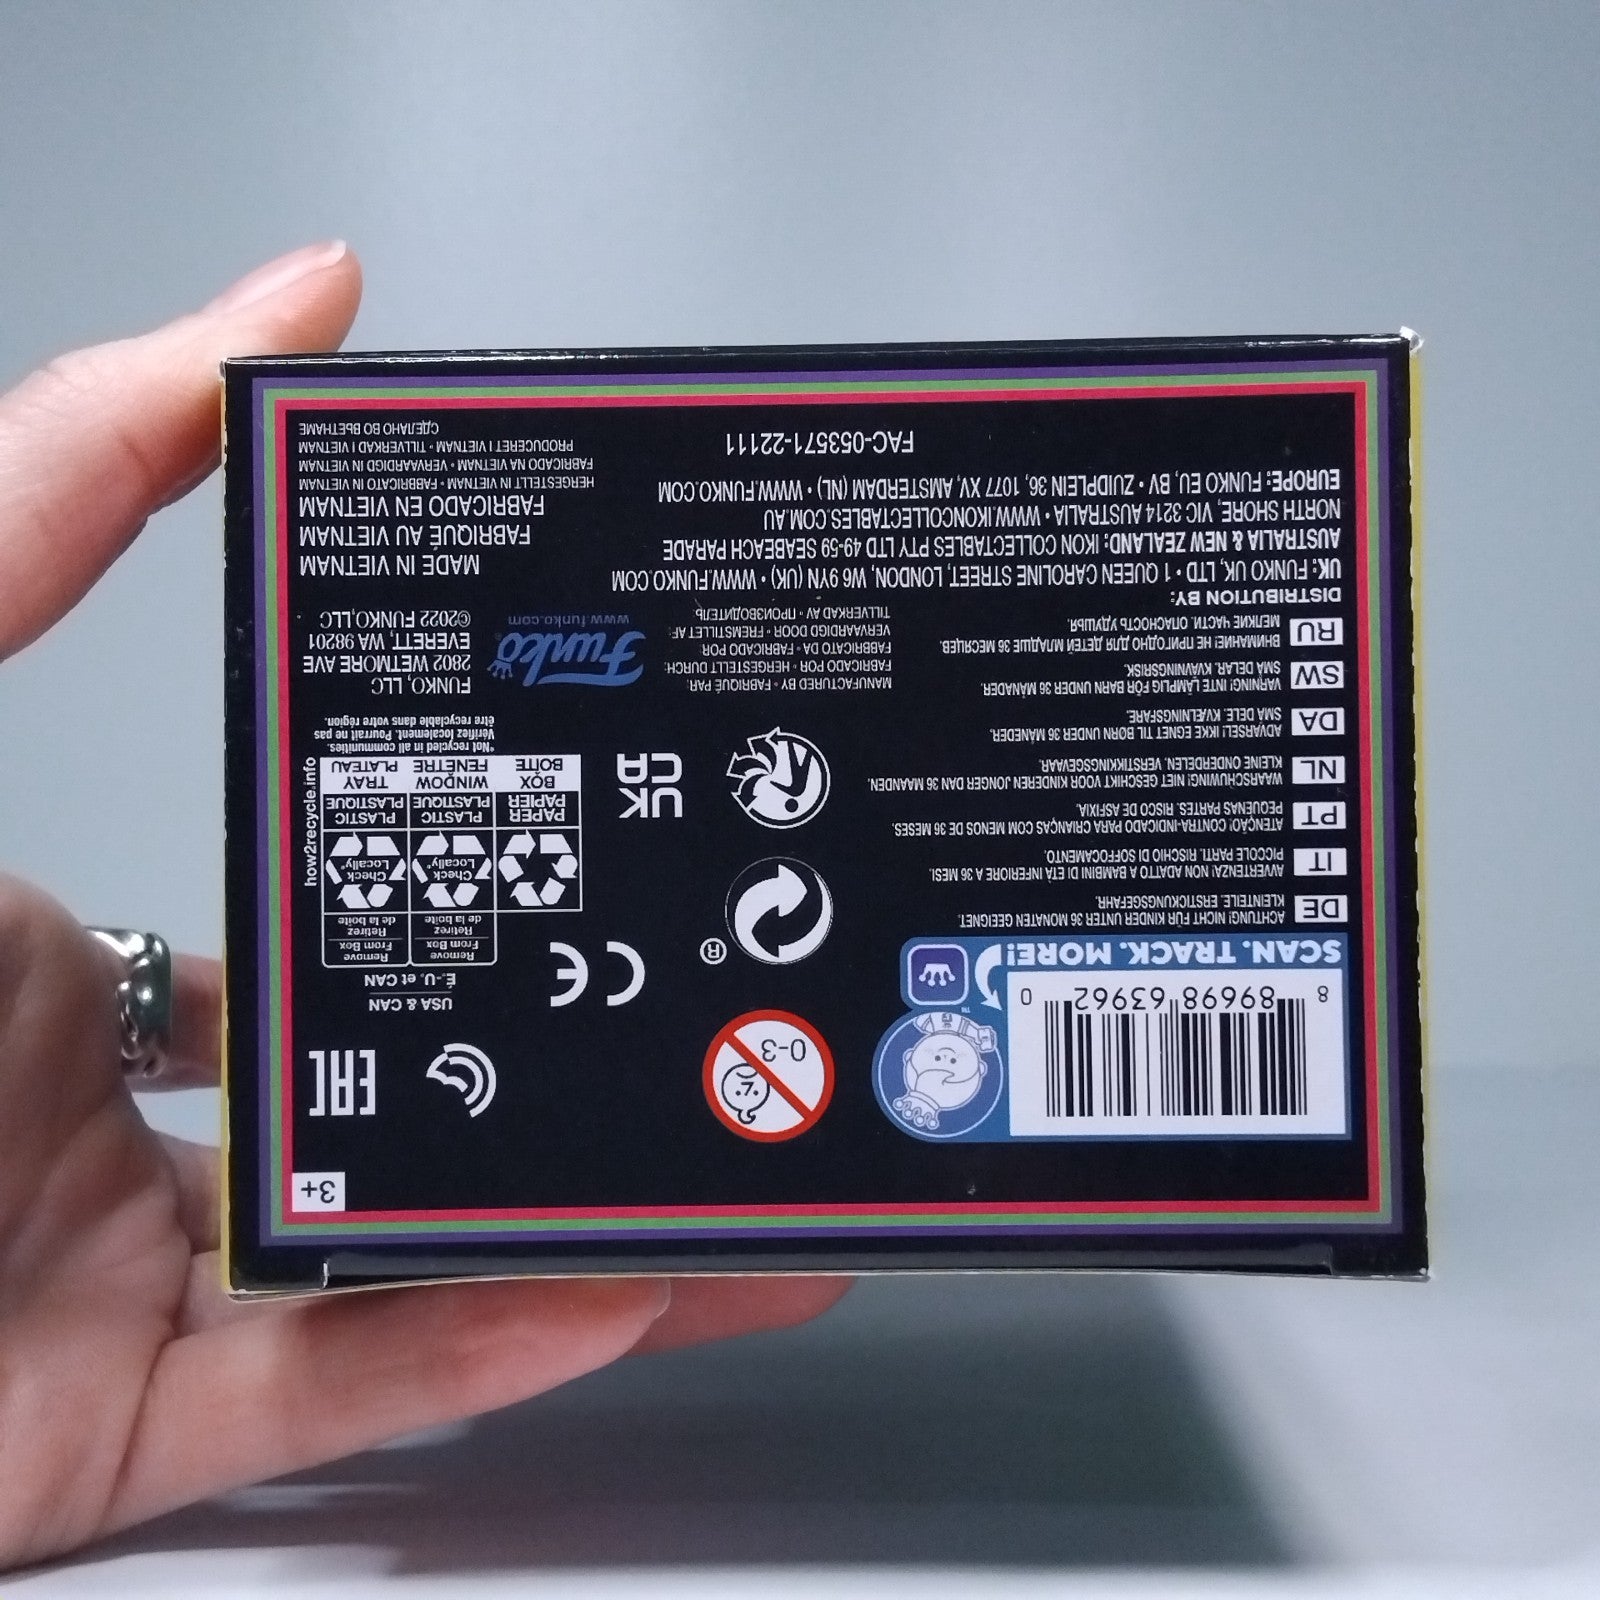 3+
8 89698 63962 0
SCAN. TRACK. MORE!
™
0-3
EAC
CE
USA & CAN
É.-U. et CAN
Remove
From Box
Retirez
de la boîte
Remove
From Box
Retirez
de la boîte
Check
Locally*
Check
Locally*
PAPER
PAPIER
BOX
BOÎTE
PLASTIC
PLASTIQUE
WINDOW
FENÊTRE
PLASTIC
PLASTIQUE
TRAY
PLATEAU
how2recycle.info
*Not recycled in all communities.
Vérifiez localement. Pourrait ne pas
être recyclable dans votre région.
®
UK
CA
DE ACHTUNG! NICHT FÜR KINDER UNTER 36 MONATEN GEEIGNET.
KLEINTEILE. ERSTICKUNGSGEFAHR.
IT AVVERTENZA! NON ADATTO A BAMBINI DI ETÀ INFERIORE A 36 MESI.
PICCOLE PARTI. RISCHIO DI SOFFOCAMENTO.
PT ATENÇÃO! CONTRA-INDICADO PARA CRIANÇAS COM MENOS DE 36 MESES.
PEQUENAS PARTES. RISCO DE ASFIXIA.
NL WAARSCHUWING! NIET GESCHIKT VOOR KINDEREN JONGER DAN 36 MAANDEN.
KLEINE ONDERDELEN. VERSTIKKINGSGEVAAR.
DA ADVARSEL! IKKE EGNET TIL BØRN UNDER 36 MÅNEDER.
SMÅ DELE. KVÆLNINGSFARE.
SW VARNING! INTE LÄMPLIG FÖR BARN UNDER 36 MÅNADER.
SMÅ DELAR. KVÄVNINGSRISK.
RU ВНИМАНИЕ! НЕ ПРИГОДНО ДЛЯ ДЕТЕЙ МЛАДШЕ 36 МЕСЯЦЕВ.
МЕЛКИЕ ЧАСТИ. ОПАСНОСТЬ УДУШЬЯ.
MANUFACTURED BY • FABRIQUÉ PAR:
FABRICADO POR • HERGESTELLT DURCH:
FABRICATO DA • FABRICADO POR
VERVAARDIGD DOOR • FREMSTILLET AF:
TILLVERKAD AV • ПРОИЗВОДИТЕЛЬ:
Funko®
www.funko.com
FUNKO, LLC
2802 WETMORE AVE
EVERETT, WA 98201
©2022 FUNKO,LLC
DISTRIBUTION BY:
UK: FUNKO UK, LTD • 1 QUEEN CAROLINE STREET, LONDON, W6 9YN (UK) • WWW.FUNKO.COM
AUSTRALIA & NEW ZEALAND: IKON COLLECTABLES PTY LTD 49-59 SEABEACH PARADE
NORTH SHORE, VIC 3214 AUSTRALIA • WWW.IKONCOLLECTABLES.COM.AU
EUROPE: FUNKO EU, BV • ZUIDPLEIN 36, 1077 XV, AMSTERDAM (NL) • WWW.FUNKO.COM
FAC-053571-22111
MADE IN VIETNAM
FABRIQUÉ AU VIETNAM
FABRICADO EN VIETNAM
HERGESTELLT IN VIETNAM • FABBRICATO IN VIETNAM
FABRICADO NA VIETNAM • VERVAARDIGD IN VIETNAM
PRODUCERET I VIETNAM • TILLVERKAD I VIETNAM
СДЕЛАНО ВО ВЬЕТНАМЕ